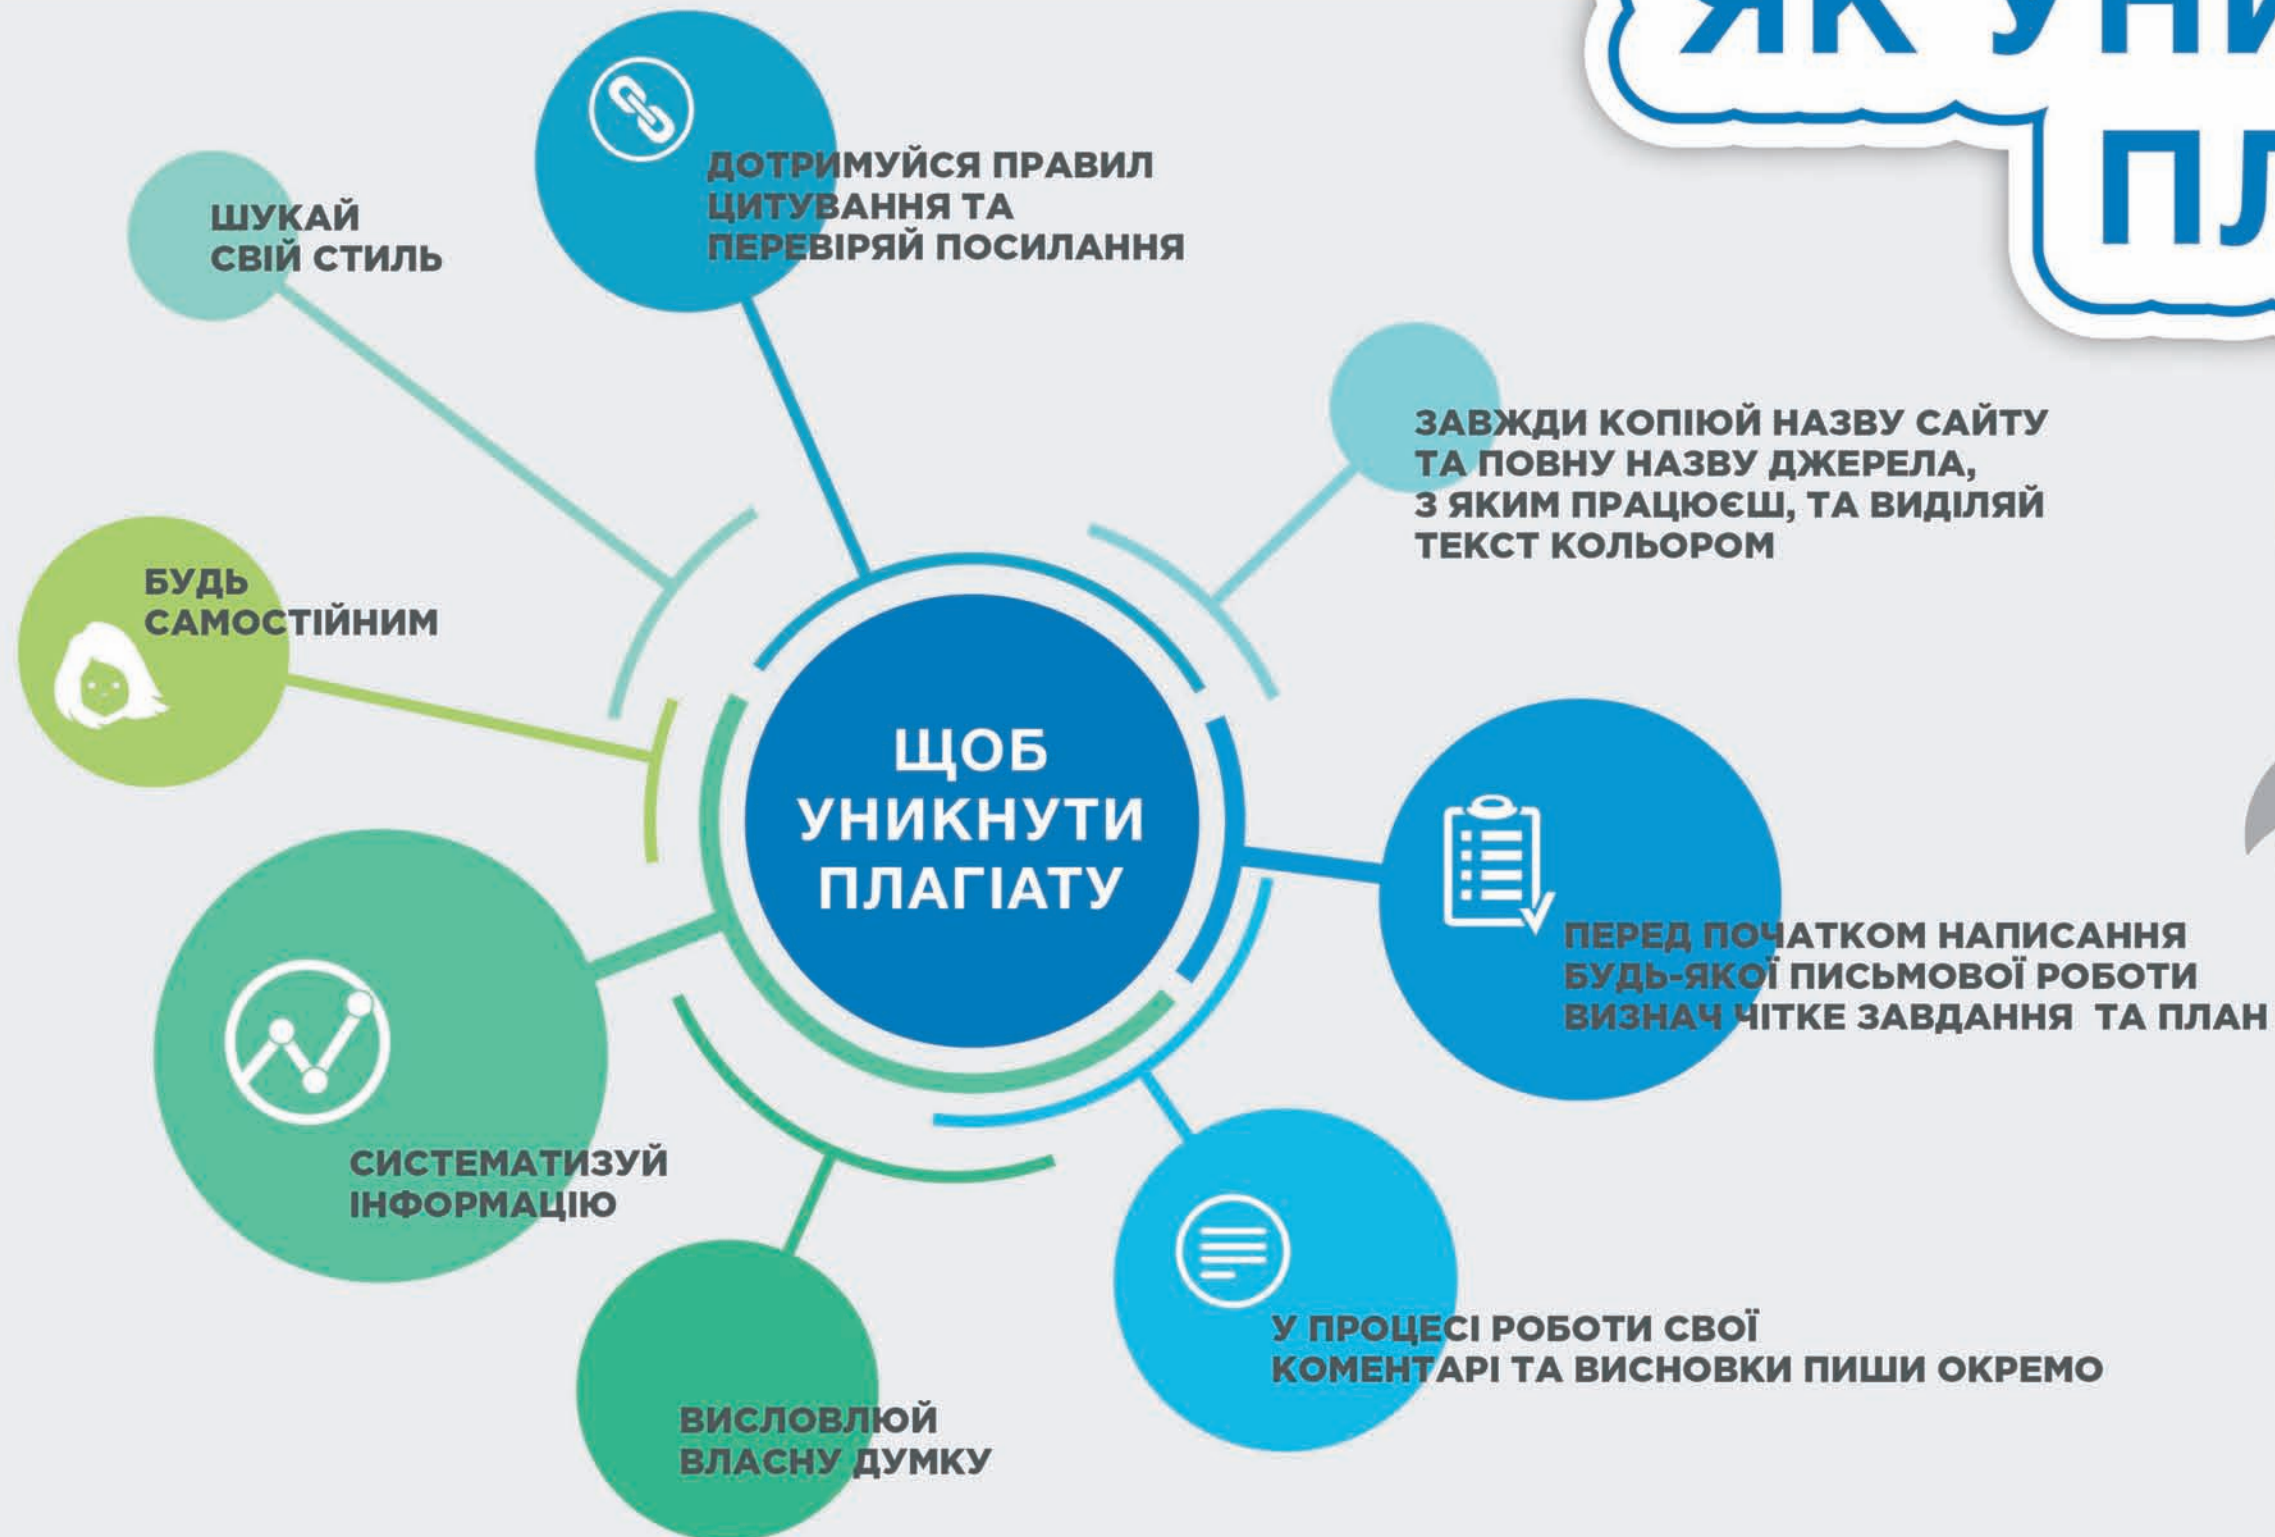 ЯК
ШУКАЙ
СВІЙ СТИЛЬ
ДОТРИМУЙСЯ ПРАВИЛ
ЦИТУВАННЯ ТА
ПЕРЕВІРЯЙ ПОСИЛАННЯ
ЗАВЖДИ КОПІЮЙ НАЗВУ САЙТУ
ТА ПОВНУ НАЗВУ ДЖЕРЕЛА,
З ЯКИМ ПРАЦЮЄШ, ТА ВИДІЛЯЙ
ТЕКСТ КОЛЬОРОМ
БУДЬ
САМОСТІЙНИМ
ЩОБ
УНИКНУТИ
ПЛАГІАТУ
ПЕРЕД ПОЧАТКОМ НАПИСАННЯ
БУДЬ-ЯКОЇ ПИСЬМОВОЇ РОБОТИ
ВИЗНАЧ ЧІТКЕ ЗАВДАННЯ ТА ПЛАН
СИСТЕМАТИЗУЙ
ІНФОРМАЦІЮ
У ПРОЦЕСІ РОБОТИ СВОЇ
КОМЕНТАРІ ТА ВИСНОВКИ ПИШИ ОКРЕМО
ВИСЛОВЛЮЙ
ВЛАСНУ ДУМКУ